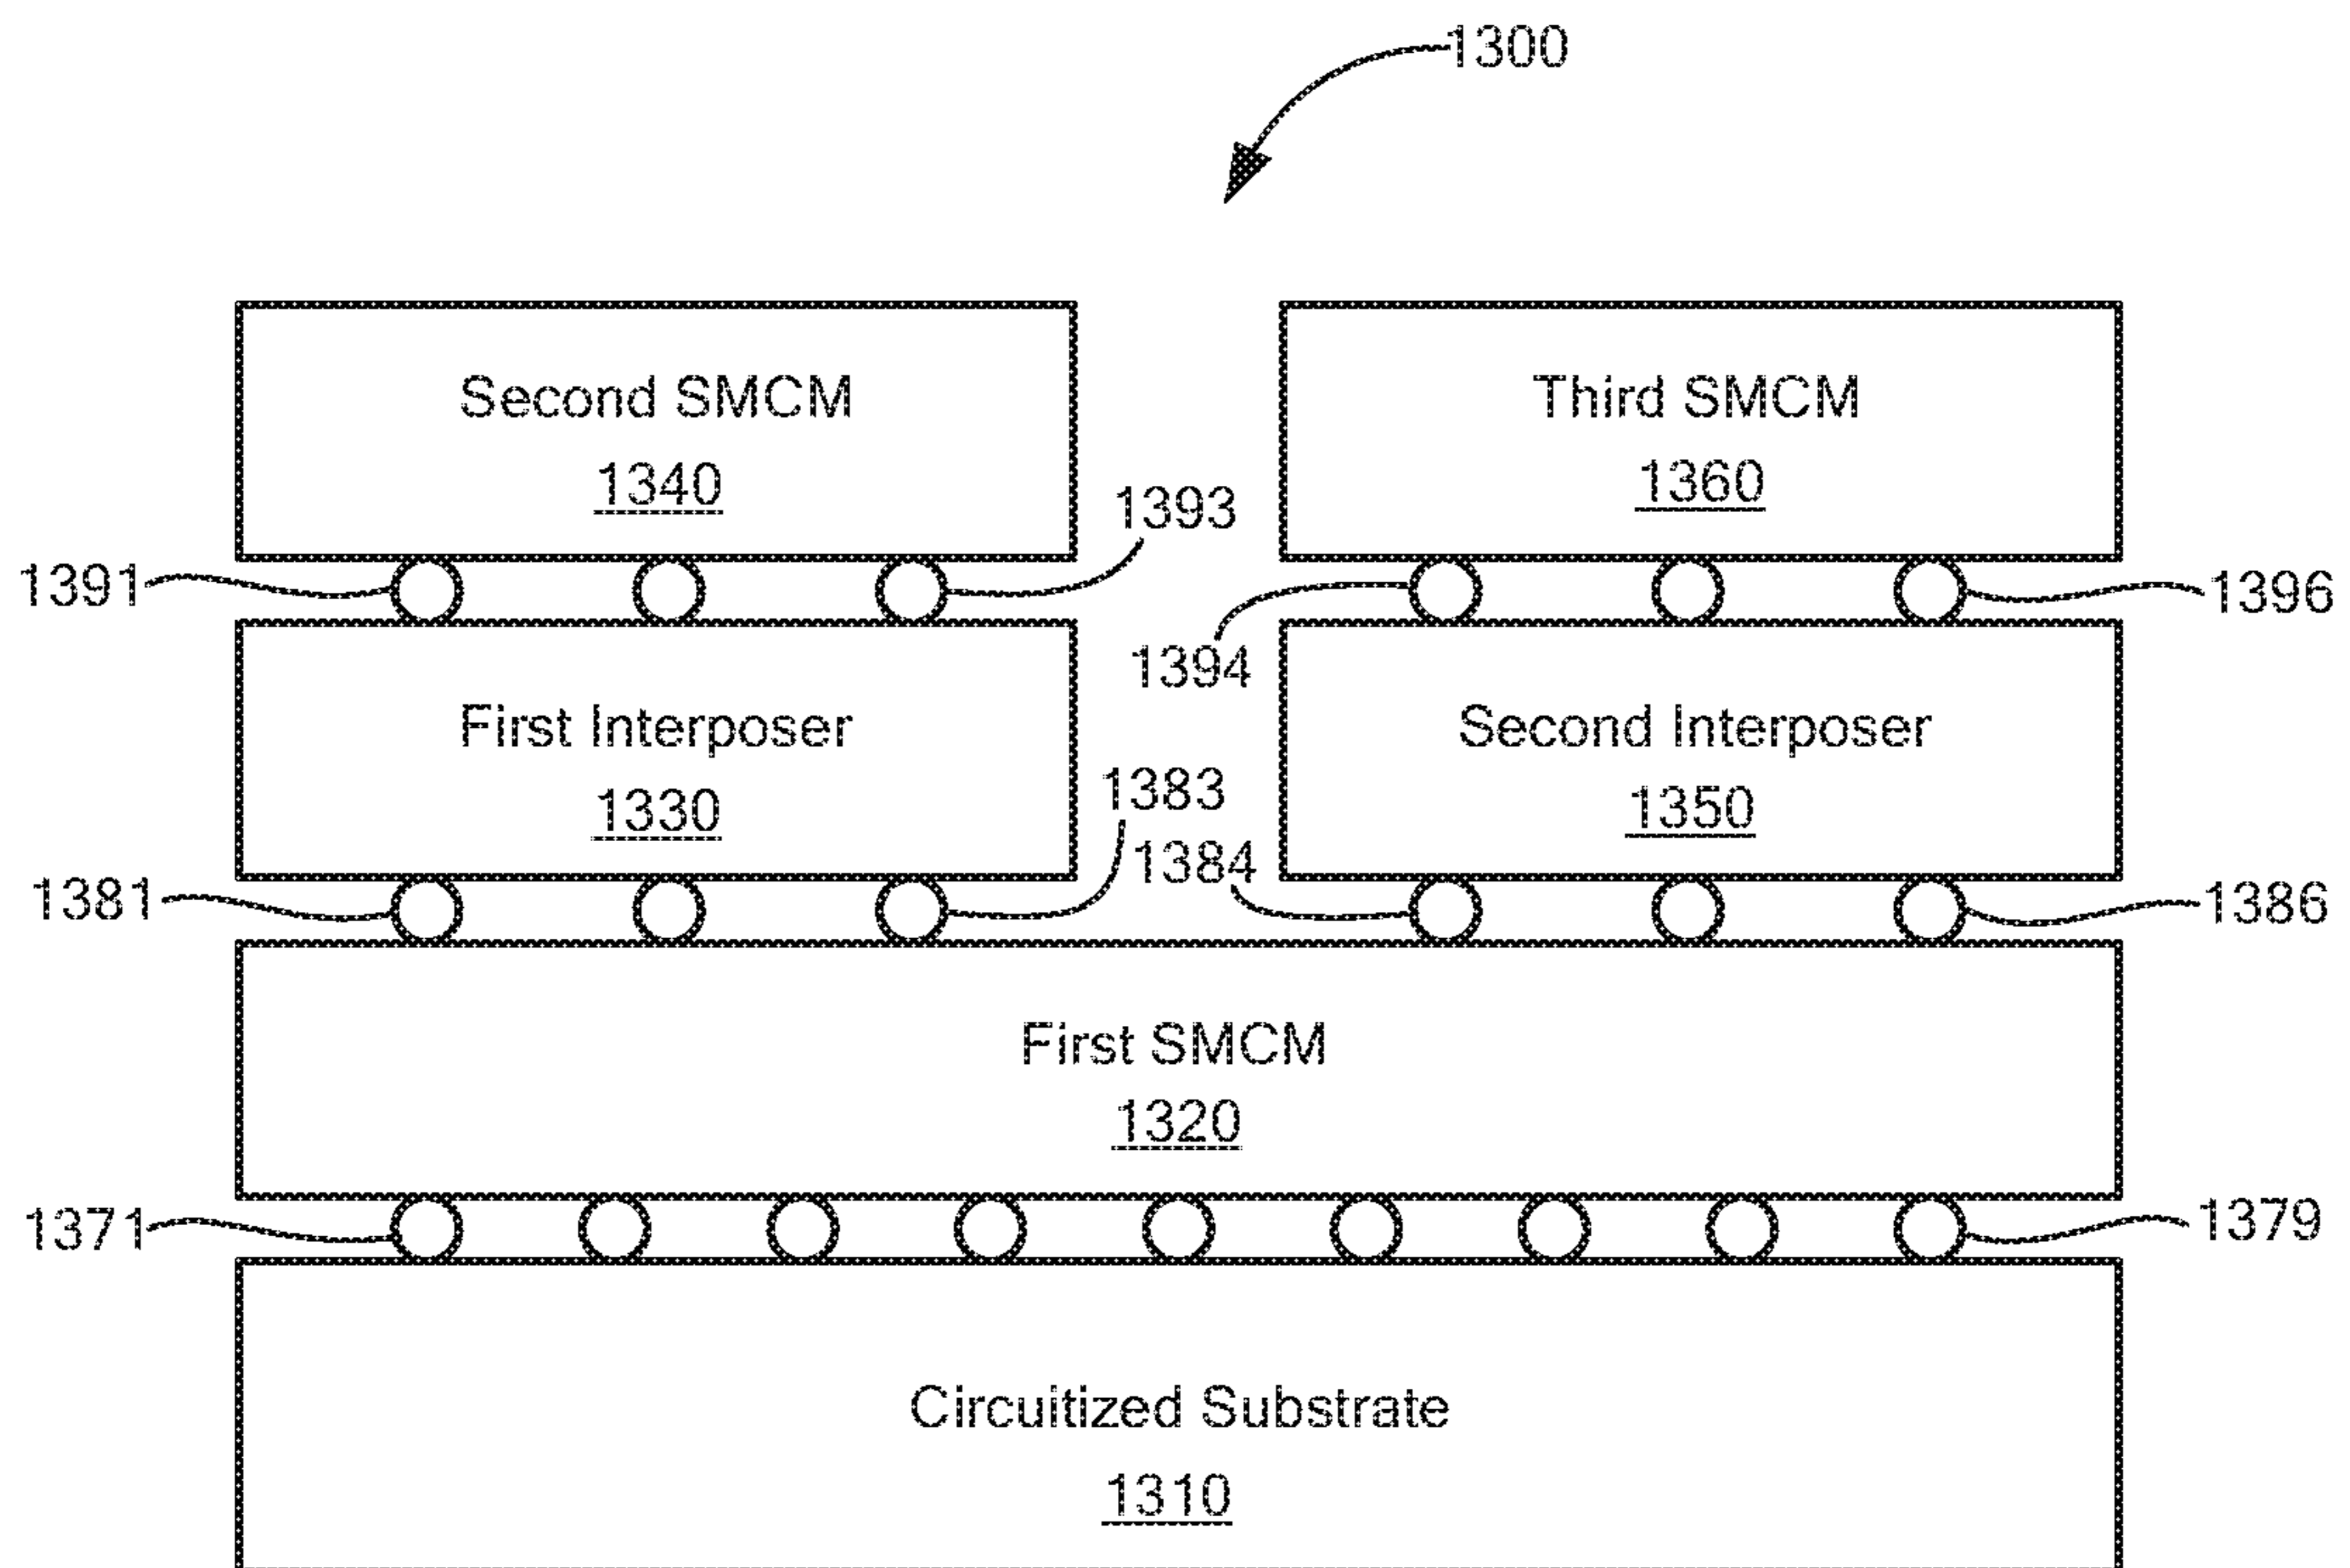 1300
Second SMCM
1340
Third SMCM
1360
1393
1391
1396
1394
First Interposer
1330
Second Interposer
1350
1383
1384
1381
1386
First SMCM
1320
1371
1379
Circuitized Substrate
1310